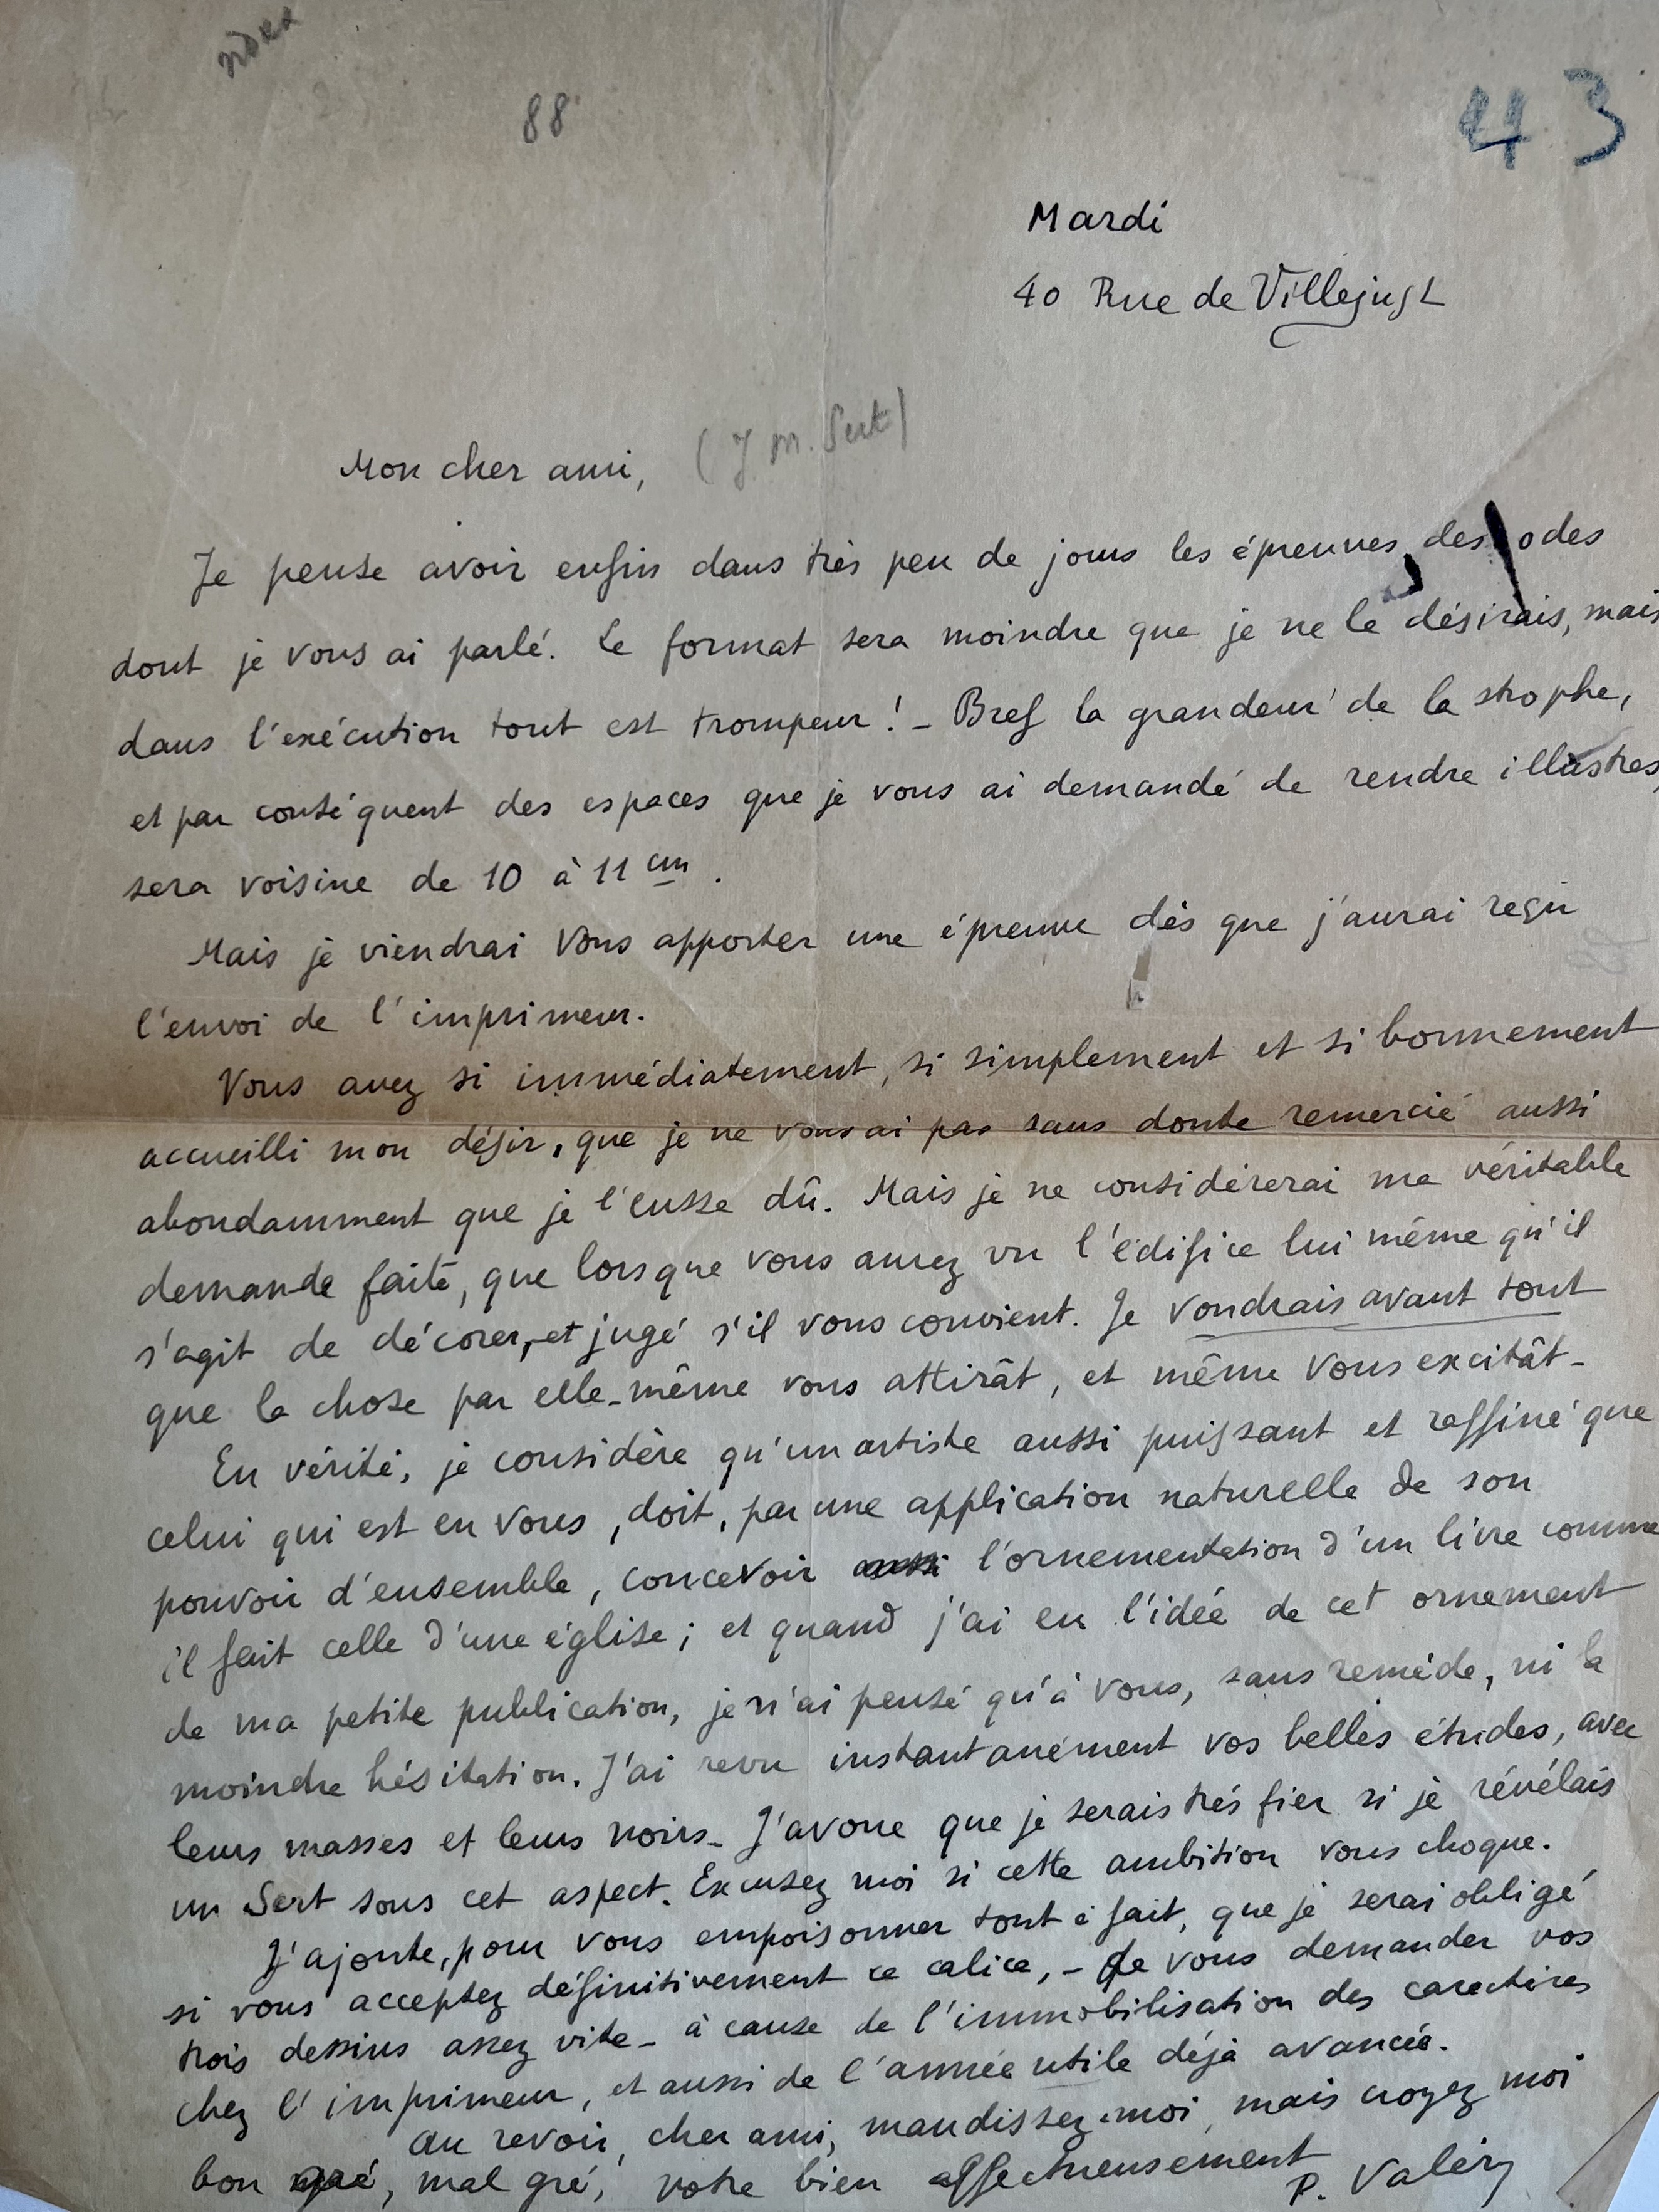 88
43
Mardi
40 Rue de Villejust
Mon cher ami, (J. M. Sert)
Je pense avoir enfin dans très peu de jours les épreuves des odes
dont je vous ai parlé. Le format sera moindre que je ne le désirais, mais
dans l'exécution tout est trompeur! – Bref la grandeur de la strophe,
et par conséquent des espaces que je vous ai demandé de rendre illustres,
sera voisine de 10 à 11 cm.
Mais je viendrai vous apporter une épreuve dès que j'aurai reçu
l'envoi de l'imprimeur.
Vous avez si immédiatement, si simplement et si bonnement
accueilli mon désir, que je ne vous ai pas sans doute remercié aussi
abondamment que je l'eusse dû. Mais je ne considérerai ma véritable
demande faite, que lorsque vous aurez vu l'édifice lui même qu'il
s'agit de décorer, et jugé s'il vous convient. Je voudrais avant tout
que la chose par elle-même vous attirât, et même vous excitât –
En vérité, je considère qu'un artiste aussi puissant et raffiné que
celui qui est en vous, doit, par une application naturelle de son
pouvoir d'ensemble, concevoir aussi l'ornementation d'un livre comme
il fait celle d'une église; et quand j'ai eu l'idée de cet ornement
de ma petite publication, je n'ai pensé qu'à vous, sans remède, ni la
moindre hésitation. J'ai revu instantanément vos belles études, avec
leurs masses et leurs noirs – J'avoue que je serais très fier si je révélais
un Sert sous cet aspect. Excusez moi si cette ambition vous choque.
J'ajoute, pour vous empoisonner tout à fait, que je serai obligé
si vous acceptez définitivement ce calice, – de vous demander vos
trois dessins assez vite – à cause de l'immobilisation des caractères
chez l'imprimeur, et aussi de l'année utile déjà avancée.
Au revoir, cher ami, maudissez-moi, mais croyez moi
bon gré, mal gré, votre bien affectueusement
P. Valéry